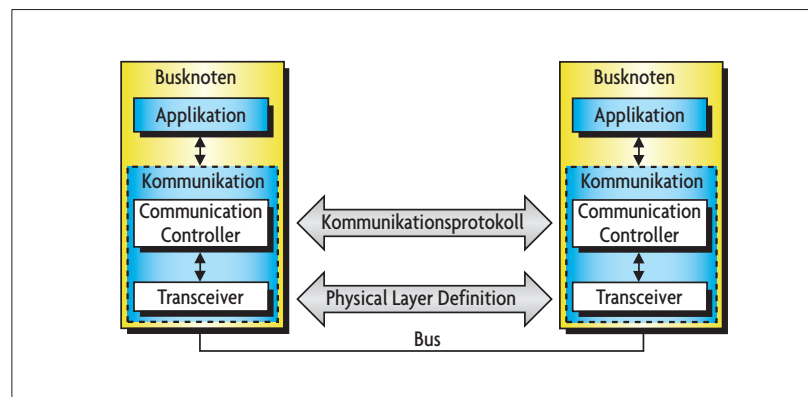 Busknoten
Applikation
Kommunikation
Communication
Controller
Transceiver
Kommunikationsprotokoll
Physical Layer Definition
Bus
Busknoten
Applikation
Kommunikation
Communication
Controller
Transceiver